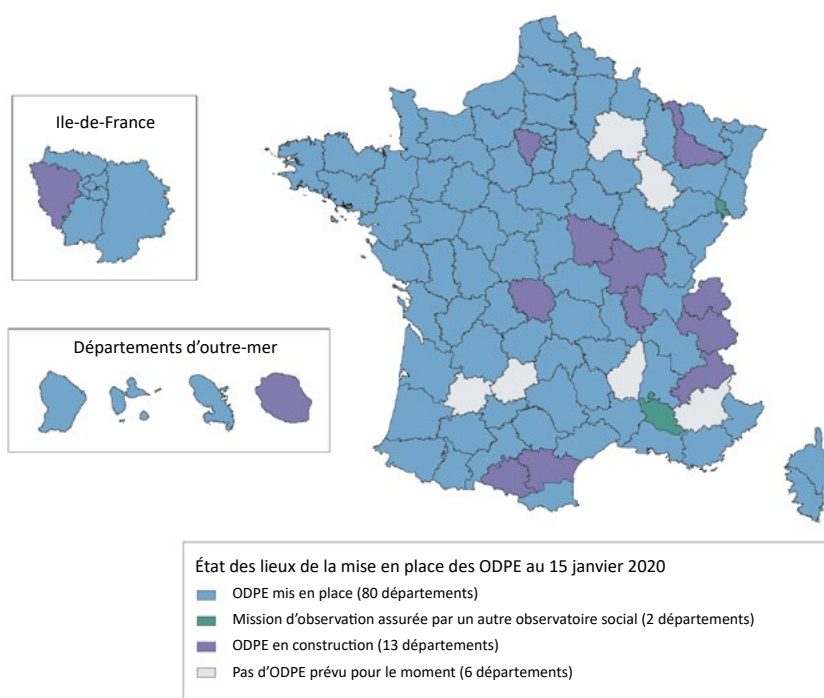 Ile-de-France
Départements d'outre-mer
État des lieux de la mise en place des ODPE au 15 janvier 2020
ODPE mis en place (80 départements)
Mission d'observation assurée par un autre observatoire social (2 départements)
ODPE en construction (13 départements)
Pas d'ODPE prévu pour le moment (6 départements)